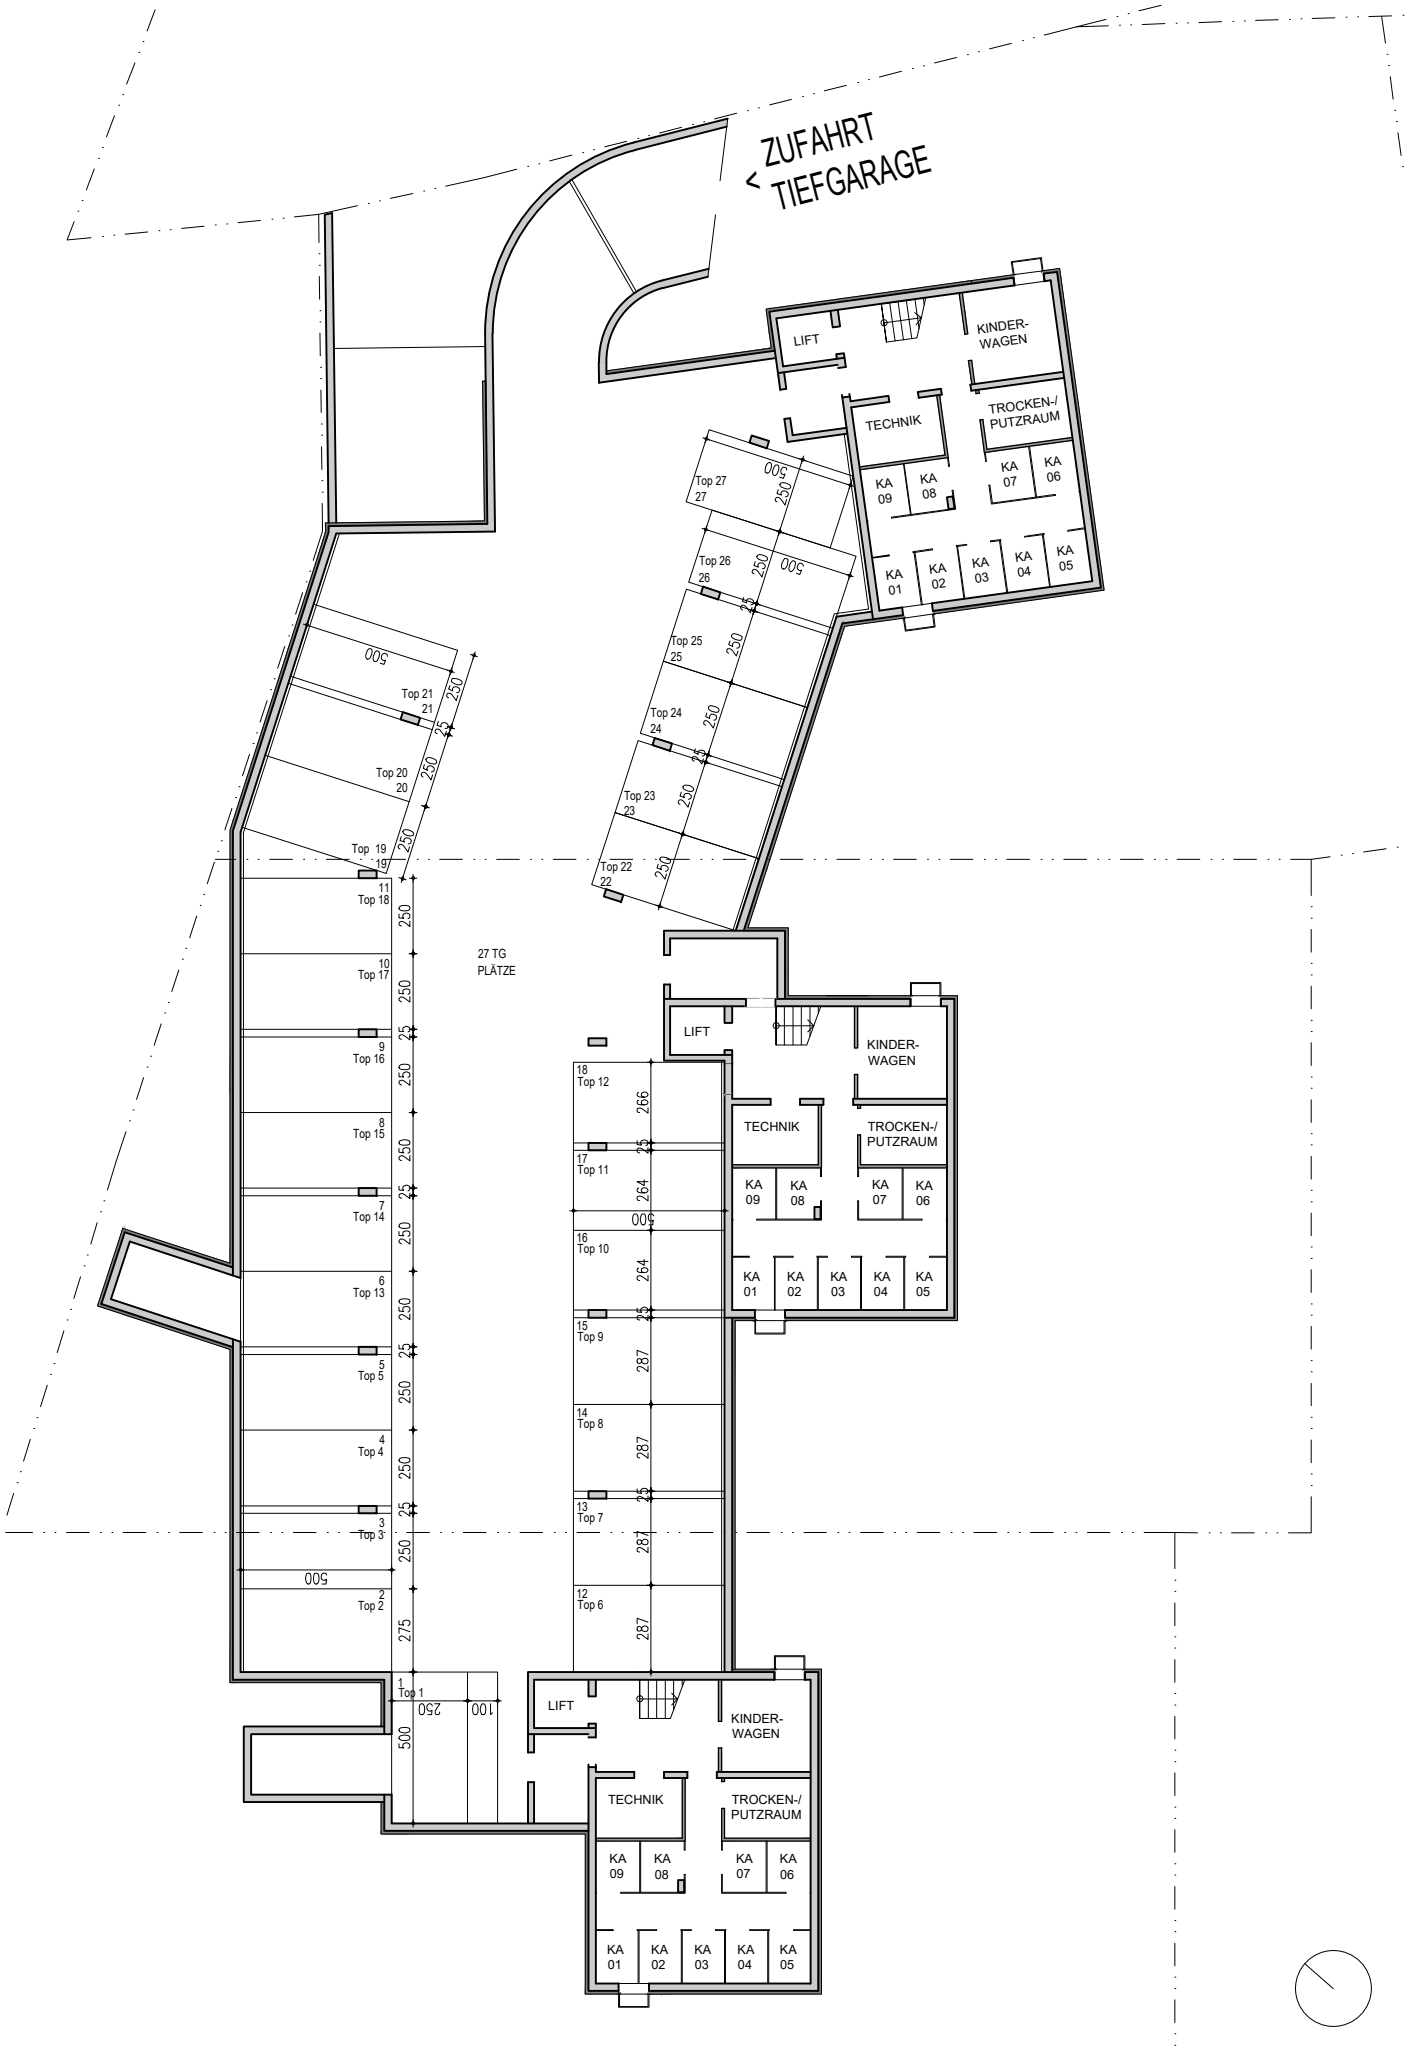 ZUFAHRT
< TIEFGARAGE
LIFT
KINDER-
WAGEN
TECHNIK
TROCKEN-/
PUTZRAUM
KA
09
KA
08
KA
07
KA
06
KA
01
KA
02
KA
03
KA
04
KA
05
Top 27
27
500
250
Top 26
26
250
500
25
Top 25
25
250
Top 24
24
250
25
Top 23
23
250
Top 22
22
250
500
Top 21
21
250
25
Top 20
20
250
Top 19
19
250
11
Top 18
250
10
Top 17
250
25
9
Top 16
250
8
Top 15
250
25
7
Top 14
250
6
Top 13
250
25
5
Top 5
250
4
Top 4
250
25
3
Top 3
250
500
2
Top 2
275
1
Top 1
250
100
500
27 TG
PLÄTZE
18
Top 12
266
25
17
Top 11
264
500
16
Top 10
264
25
15
Top 9
287
14
Top 8
287
25
13
Top 7
287
12
Top 6
287
LIFT
KINDER-
WAGEN
TECHNIK
TROCKEN-/
PUTZRAUM
KA
09
KA
08
KA
07
KA
06
KA
01
KA
02
KA
03
KA
04
KA
05
LIFT
KINDER-
WAGEN
TECHNIK
TROCKEN-/
PUTZRAUM
KA
09
KA
08
KA
07
KA
06
KA
01
KA
02
KA
03
KA
04
KA
05